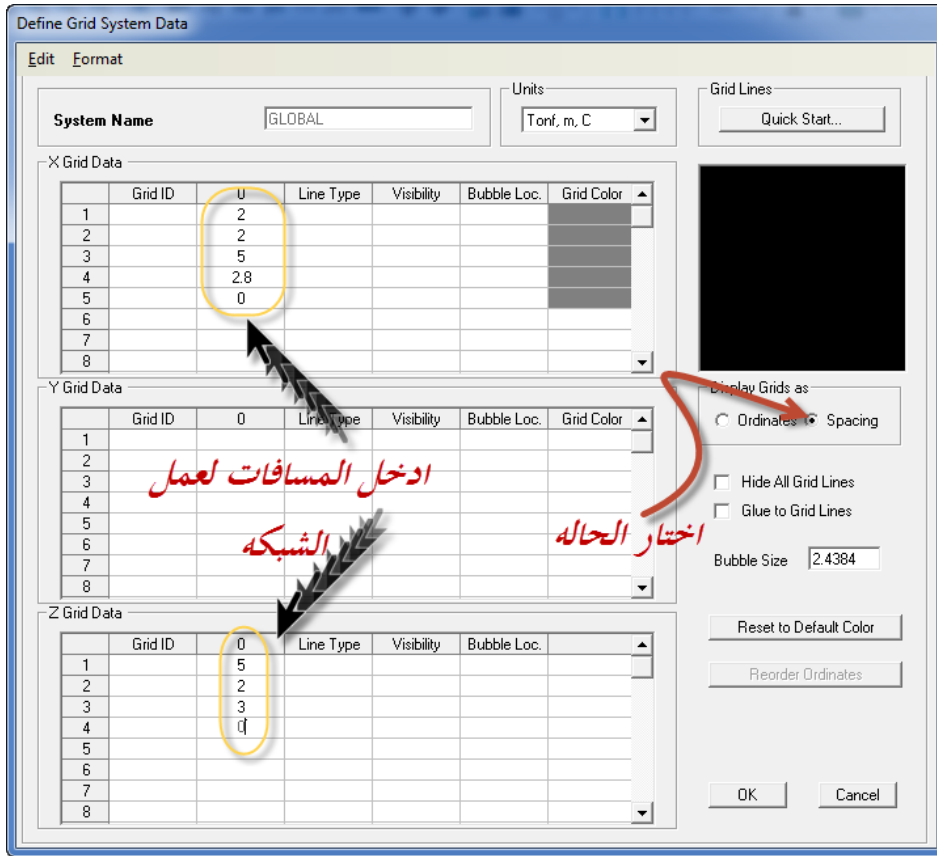 Define Grid System Data
Edit Format
System Name GLOBAL
Units
Tonf, m, C
Grid Lines
Quick Start...
X Grid Data
Grid ID 0 Line Type Visibility Bubble Loc. Grid Color
1 2
2 2
3 5
4 2.8
5 0
6
7
8
Y Grid Data
Grid ID 0 Line Type Visibility Bubble Loc. Grid Color
1
2
3
4
5
6
7
8
ادخل المسافات لعمل
الشبكه
Display Grids as
Ordinates Spacing
اختار الحاله
Hide All Grid Lines
Glue to Grid Lines
Bubble Size 2.4384
Z Grid Data
Grid ID 0 Line Type Visibility Bubble Loc.
1 5
2 2
3 3
4 0
5
6
7
8
Reset to Default Color
Reorder Ordinates
OK Cancel